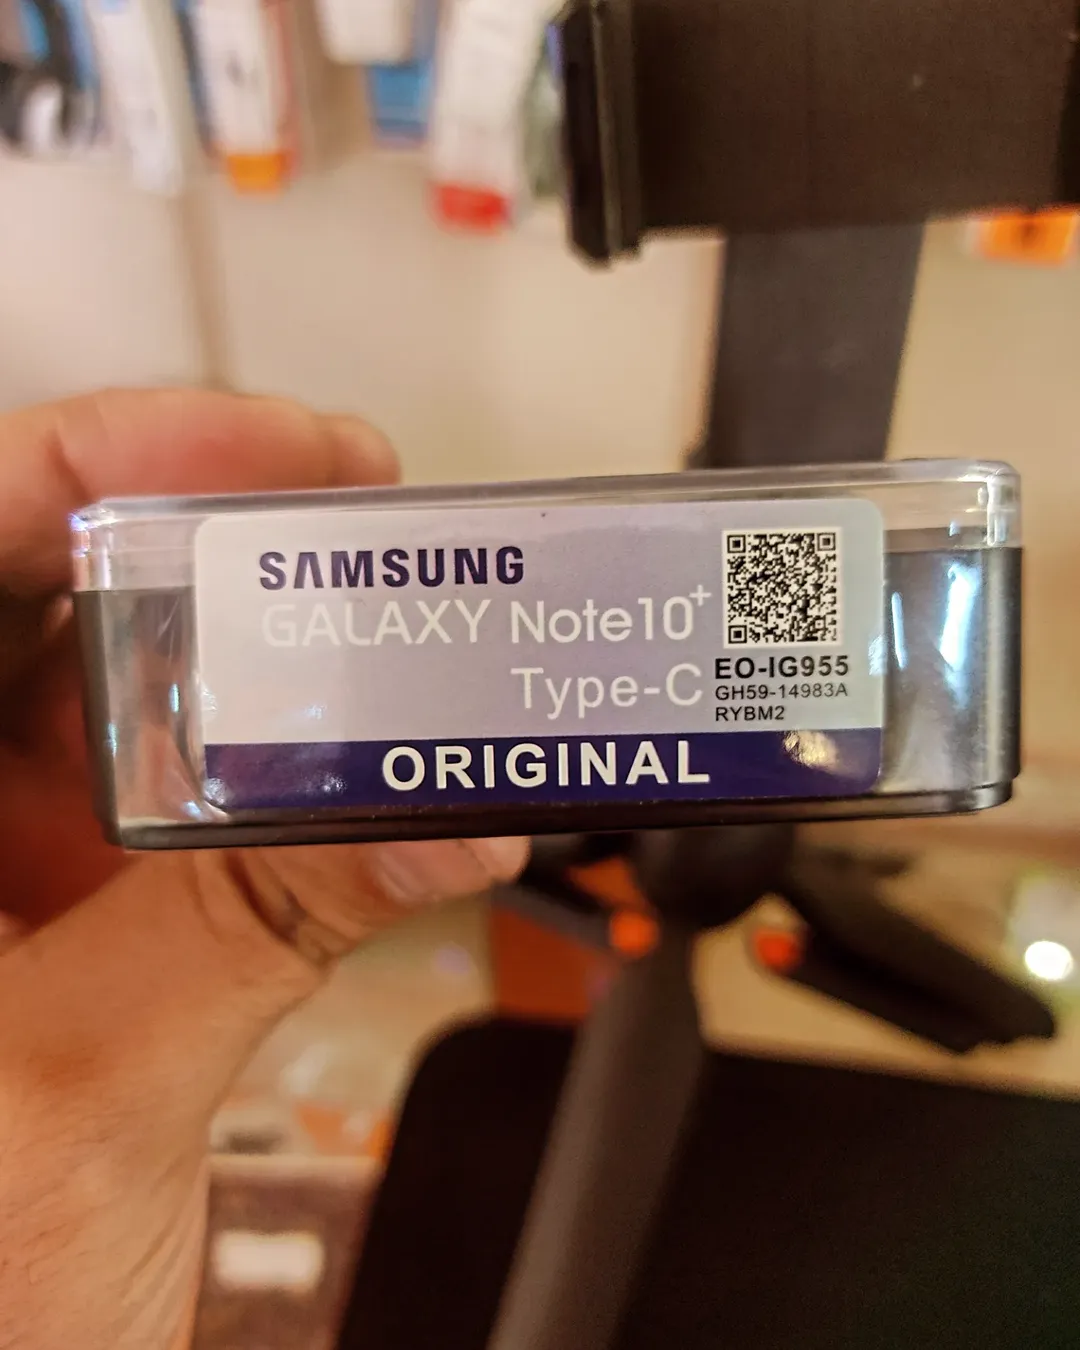 SAMSUNG
GALAXY Note10+
Type-C
EO-IG955
GH59-14983A
RYBM2
ORIGINAL